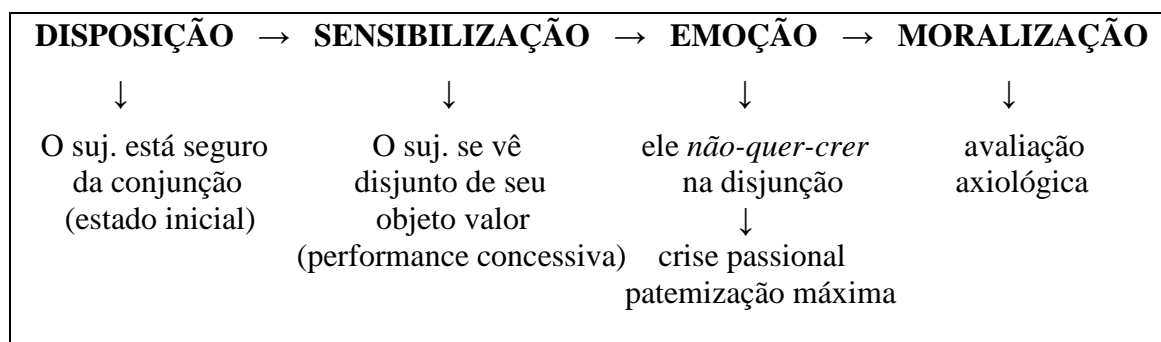 DISPOSIÇÃO → SENSIBILIZAÇÃO → EMOÇÃO → MORALIZAÇÃO
↓ ↓ ↓ ↓
O suj. está seguro O suj. se vê ele não-quer-crer avaliação
da conjunção disjunto de seu na disjunção axiológica
(estado inicial) objeto valor ↓
(performance concessiva) crise passional
patemização máxima